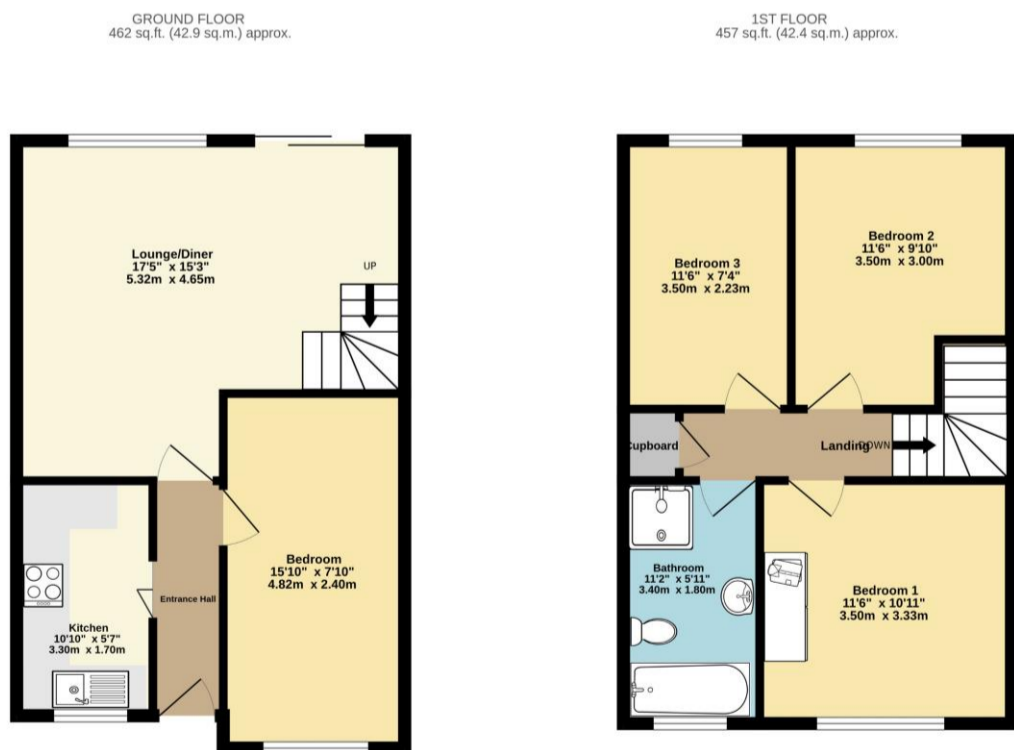 GROUND FLOOR
462 sq.ft. (42.9 sq.m.) approx.
Lounge/Diner
17'5" x 15'3"
5.32m x 4.65m
UP
Bedroom
15'10" x 7'10"
4.82m x 2.40m
Entrance Hall
Kitchen
10'10" x 5'7"
3.30m x 1.70m
1ST FLOOR
457 sq.ft. (42.4 sq.m.) approx.
Bedroom 3
11'6" x 7'4"
3.50m x 2.23m
Bedroom 2
11'6" x 9'10"
3.50m x 3.00m
Cupboard
Landing
DOWN
Bathroom
11'2" x 5'11"
3.40m x 1.80m
Bedroom 1
11'6" x 10'11"
3.50m x 3.33m